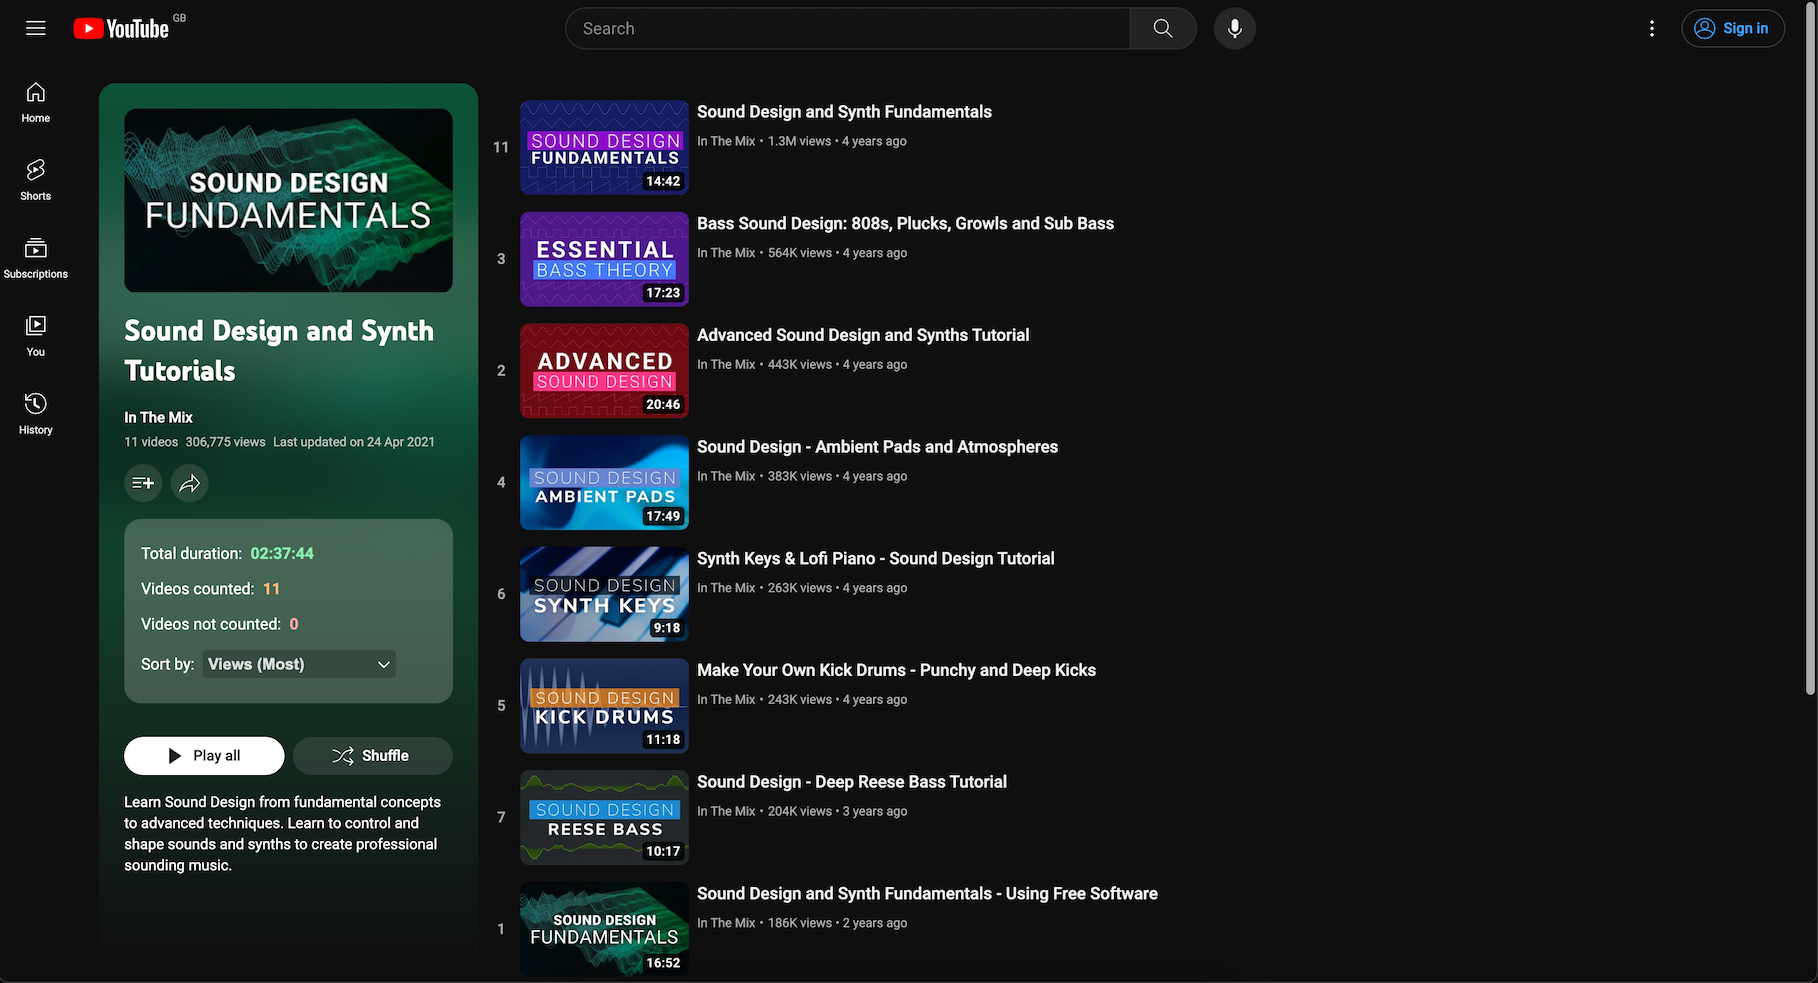 YouTube GB
Search
Sign in
Home
Shorts
Subscriptions
You
History
SOUND DESIGN
FUNDAMENTALS
Sound Design and Synth
Tutorials
In The Mix
11 videos 306,775 views Last updated on 24 Apr 2021
Total duration: 02:37:44
Videos counted: 11
Videos not counted: 0
Sort by: Views (Most)
Play all
Shuffle
Learn Sound Design from fundamental concepts
to advanced techniques. Learn to control and
shape sounds and synths to create professional
sounding music.
11
SOUND DESIGN
FUNDAMENTALS
14:42
Sound Design and Synth Fundamentals
In The Mix • 1.3M views • 4 years ago
3
ESSENTIAL
BASS THEORY
17:23
Bass Sound Design: 808s, Plucks, Growls and Sub Bass
In The Mix • 564K views • 4 years ago
2
ADVANCED
SOUND DESIGN
20:46
Advanced Sound Design and Synths Tutorial
In The Mix • 443K views • 4 years ago
4
SOUND DESIGN
AMBIENT PADS
17:49
Sound Design - Ambient Pads and Atmospheres
In The Mix • 383K views • 4 years ago
6
SOUND DESIGN
SYNTH KEYS
9:18
Synth Keys & Lofi Piano - Sound Design Tutorial
In The Mix • 263K views • 4 years ago
5
SOUND DESIGN
KICK DRUMS
11:18
Make Your Own Kick Drums - Punchy and Deep Kicks
In The Mix • 243K views • 4 years ago
7
SOUND DESIGN
REESE BASS
10:17
Sound Design - Deep Reese Bass Tutorial
In The Mix • 204K views • 3 years ago
1
SOUND DESIGN
FUNDAMENTALS
16:52
Sound Design and Synth Fundamentals - Using Free Software
In The Mix • 186K views • 2 years ago